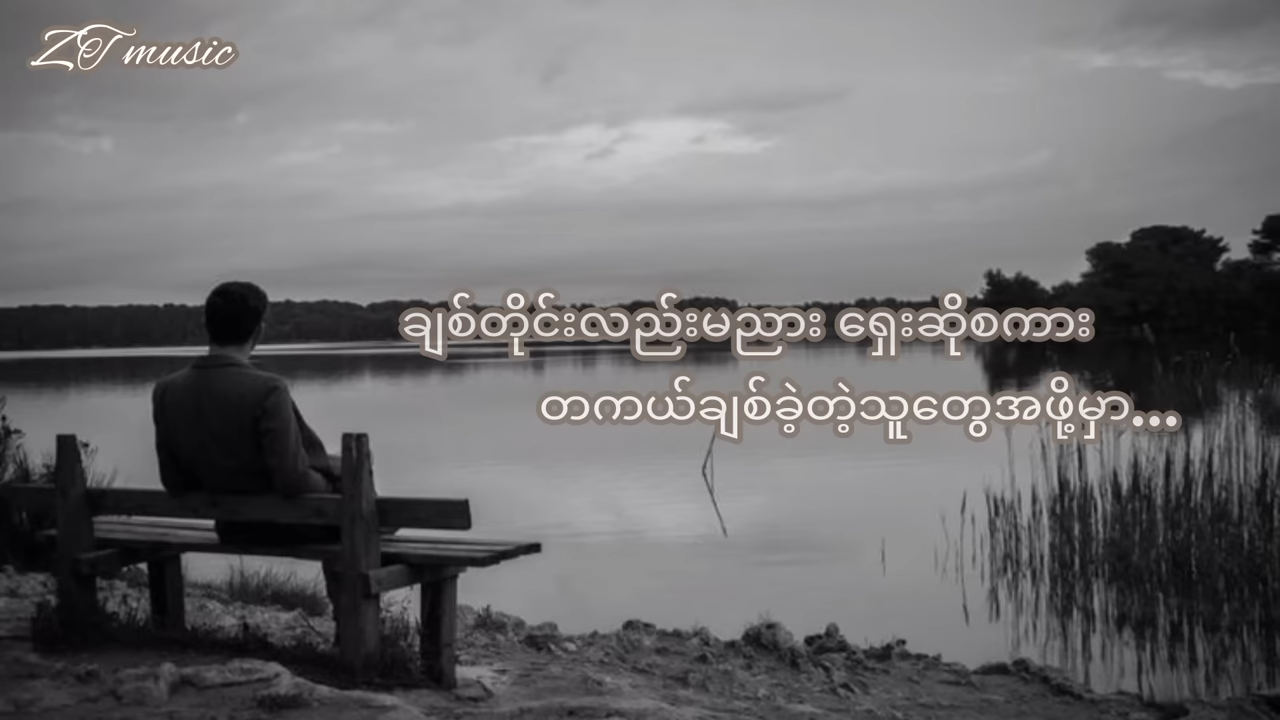 ZT music
ချစ်တိုင်းလည်းမညား ရှေးဆိုစကား
တကယ်ချစ်ခဲ့တဲ့သူတွေအဖို့မှာ...